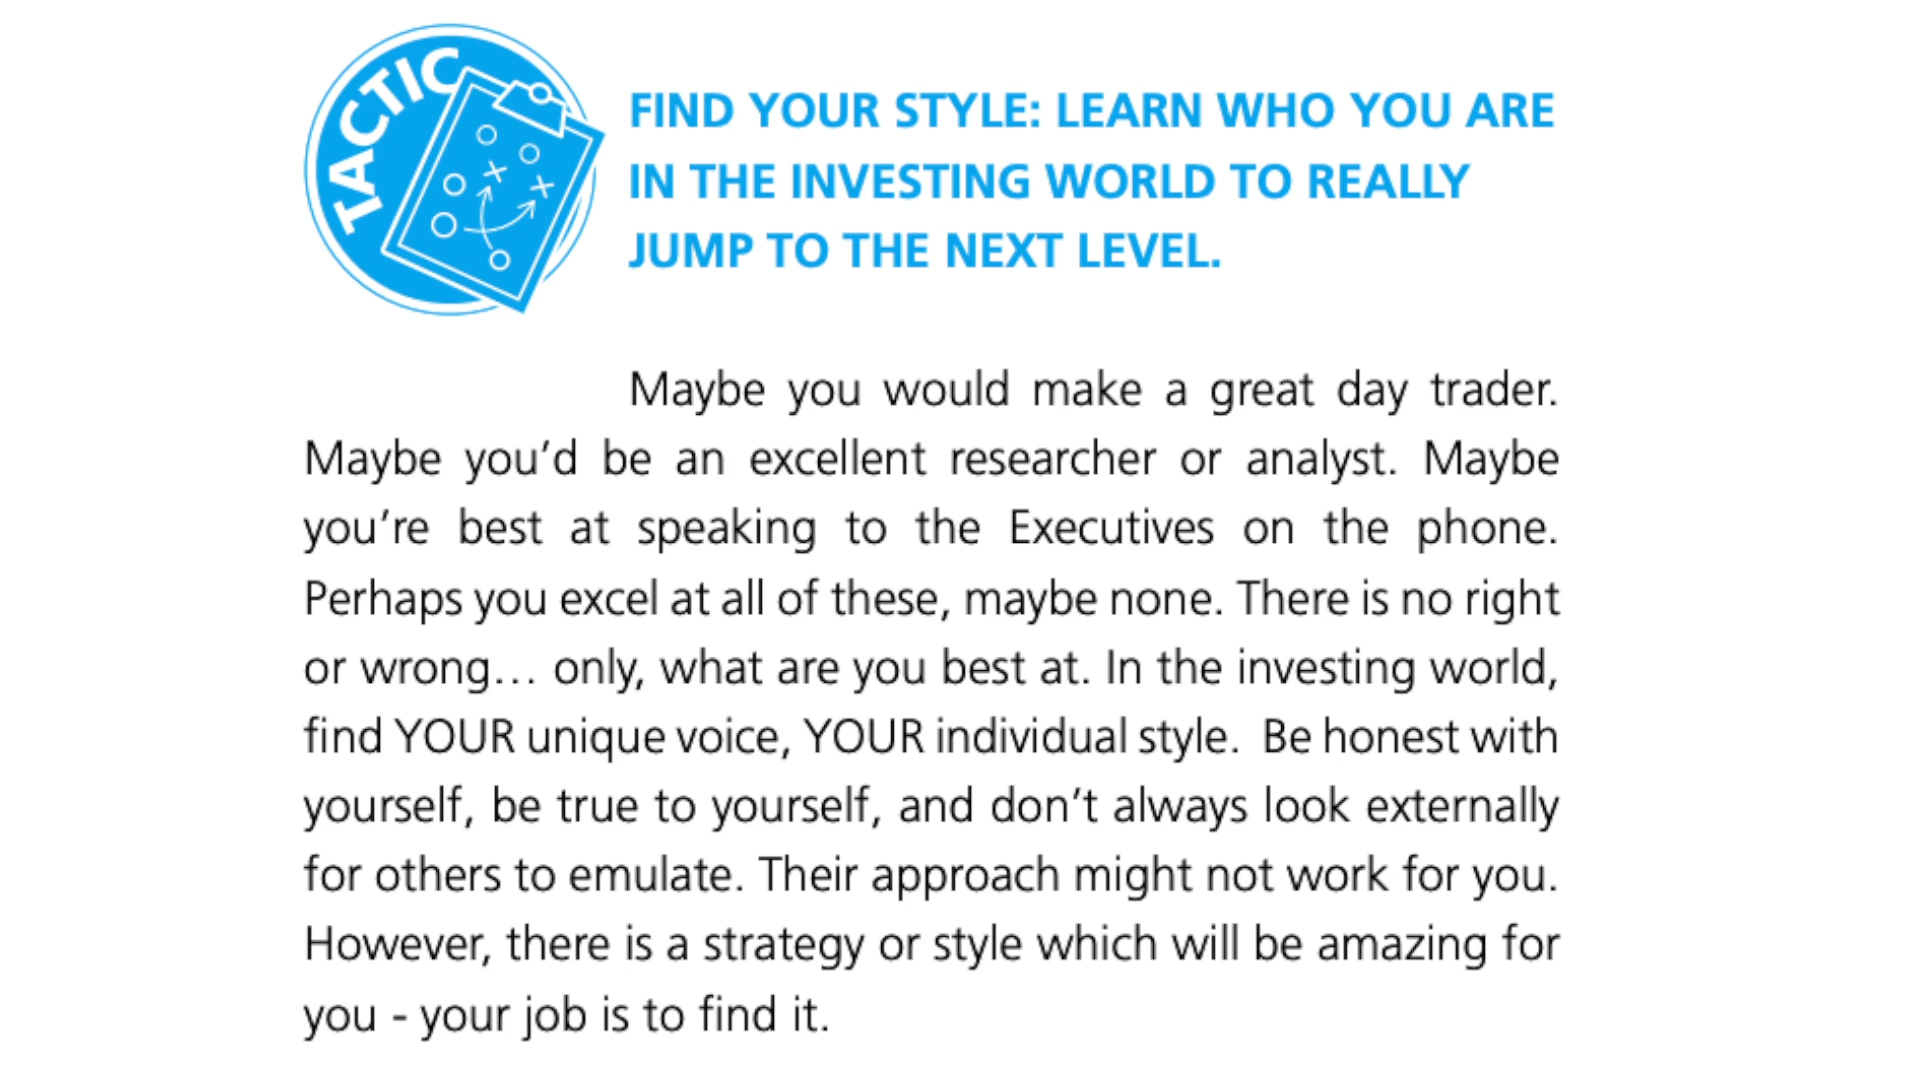 TACTIC
FIND YOUR STYLE: LEARN WHO YOU ARE
IN THE INVESTING WORLD TO REALLY
JUMP TO THE NEXT LEVEL.
Maybe you would make a great day trader.
Maybe you’d be an excellent researcher or analyst. Maybe
you’re best at speaking to the Executives on the phone.
Perhaps you excel at all of these, maybe none. There is no right
or wrong… only, what are you best at. In the investing world,
find YOUR unique voice, YOUR individual style.  Be honest with
yourself, be true to yourself, and don’t always look externally
for others to emulate. Their approach might not work for you.
However, there is a strategy or style which will be amazing for
you - your job is to find it.